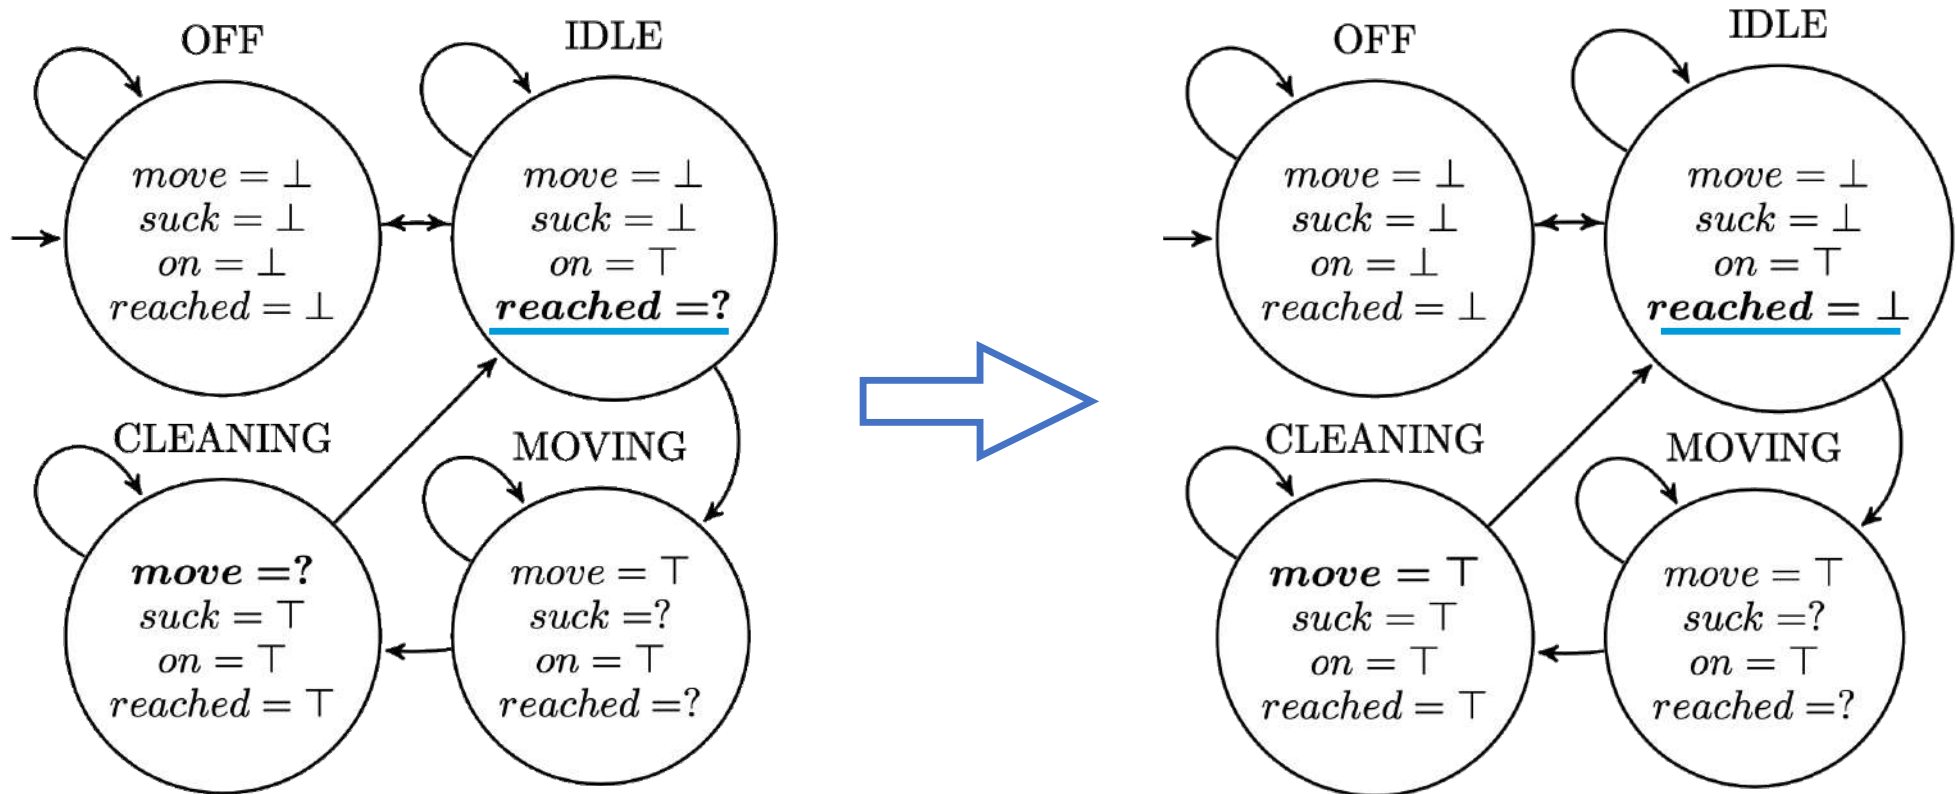 OFF
move = ⊥
suck = ⊥
on = ⊥
reached = ⊥
IDLE
move = ⊥
suck = ⊥
on = ⊤
reached =?
CLEANING
move =?
suck = ⊤
on = ⊤
reached = ⊤
MOVING
move = ⊤
suck =?
on = ⊤
reached =?
OFF
move = ⊥
suck = ⊥
on = ⊥
reached = ⊥
IDLE
move = ⊥
suck = ⊥
on = ⊤
reached = ⊥
CLEANING
move = ⊤
suck = ⊤
on = ⊤
reached = ⊤
MOVING
move = ⊤
suck =?
on = ⊤
reached =?